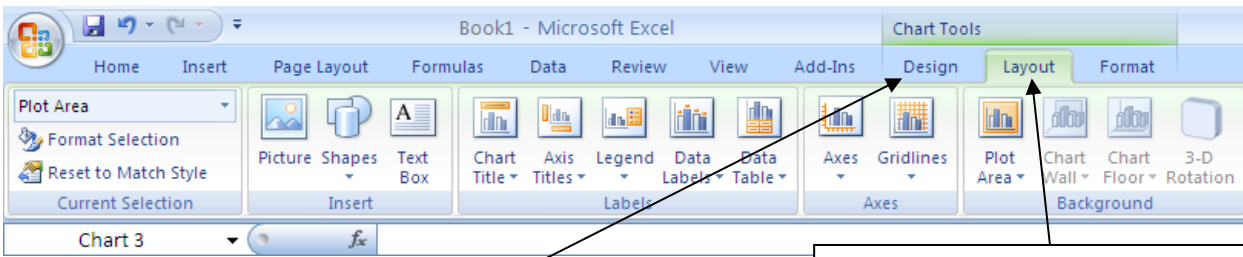 Book1 - Microsoft Excel Chart Tools
Home Insert Page Layout Formulas Data Review View Add-Ins Design Layout Format
Plot Area
Format Selection
Reset to Match Style
Current Selection
Picture Shapes Text Box
Insert
Chart Title Axis Titles Legend Data Labels Data Table
Labels
Axes Gridlines
Axes
Plot Area Chart Wall Chart Floor 3-D Rotation
Background
Chart 3 fx